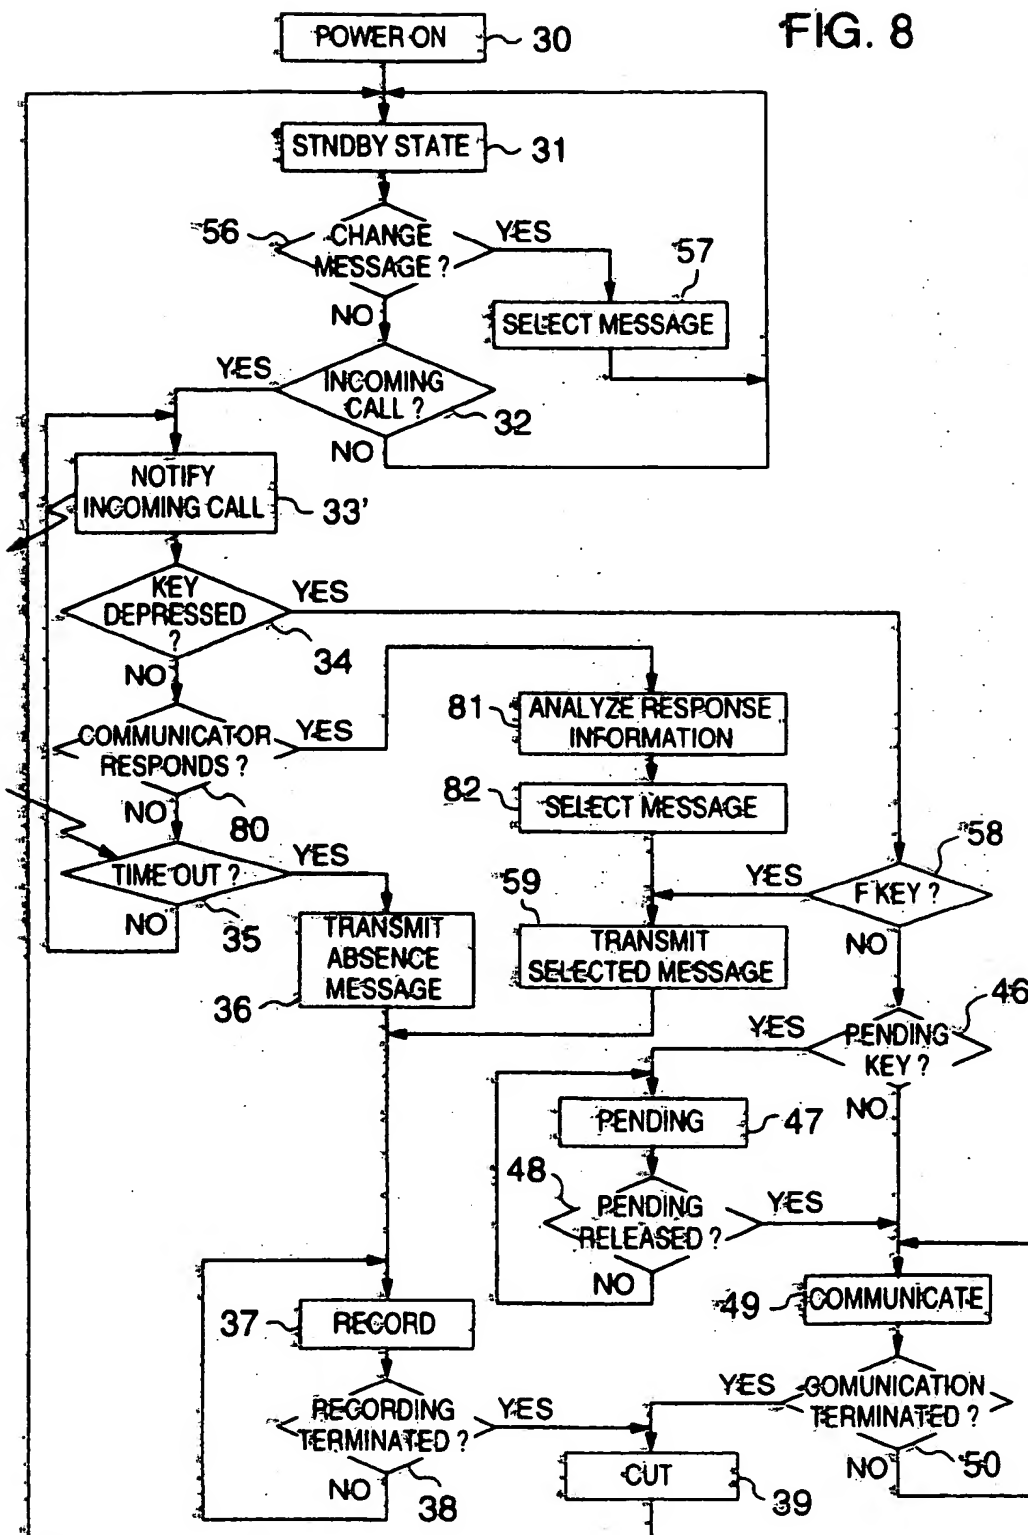 FIG. 8
POWER ON
30
STNDBY STATE
31
56
CHANGE
MESSAGE ?
YES
NO
57
SELECT MESSAGE
YES
INCOMING
CALL ?
32
NO
NOTIFY
INCOMING CALL
33'
KEY
DEPRESSED
?
YES
34
NO
COMMUNICATOR
RESPONDS ?
YES
80
NO
81
ANALYZE RESPONSE
INFORMATION
82
SELECT MESSAGE
TIME OUT ?
YES
35
NO
58
F KEY ?
YES
NO
59
TRANSMIT
SELECTED MESSAGE
TRANSMIT
ABSENCE
MESSAGE
36
46
PENDING
KEY ?
YES
NO
PENDING
47
48
PENDING
RELEASED ?
YES
NO
49
COMMUNICATE
37
RECORD
RECORDING
TERMINATED ?
YES
38
NO
COMUNICATION
TERMINATED ?
YES
50
NO
CUT
39